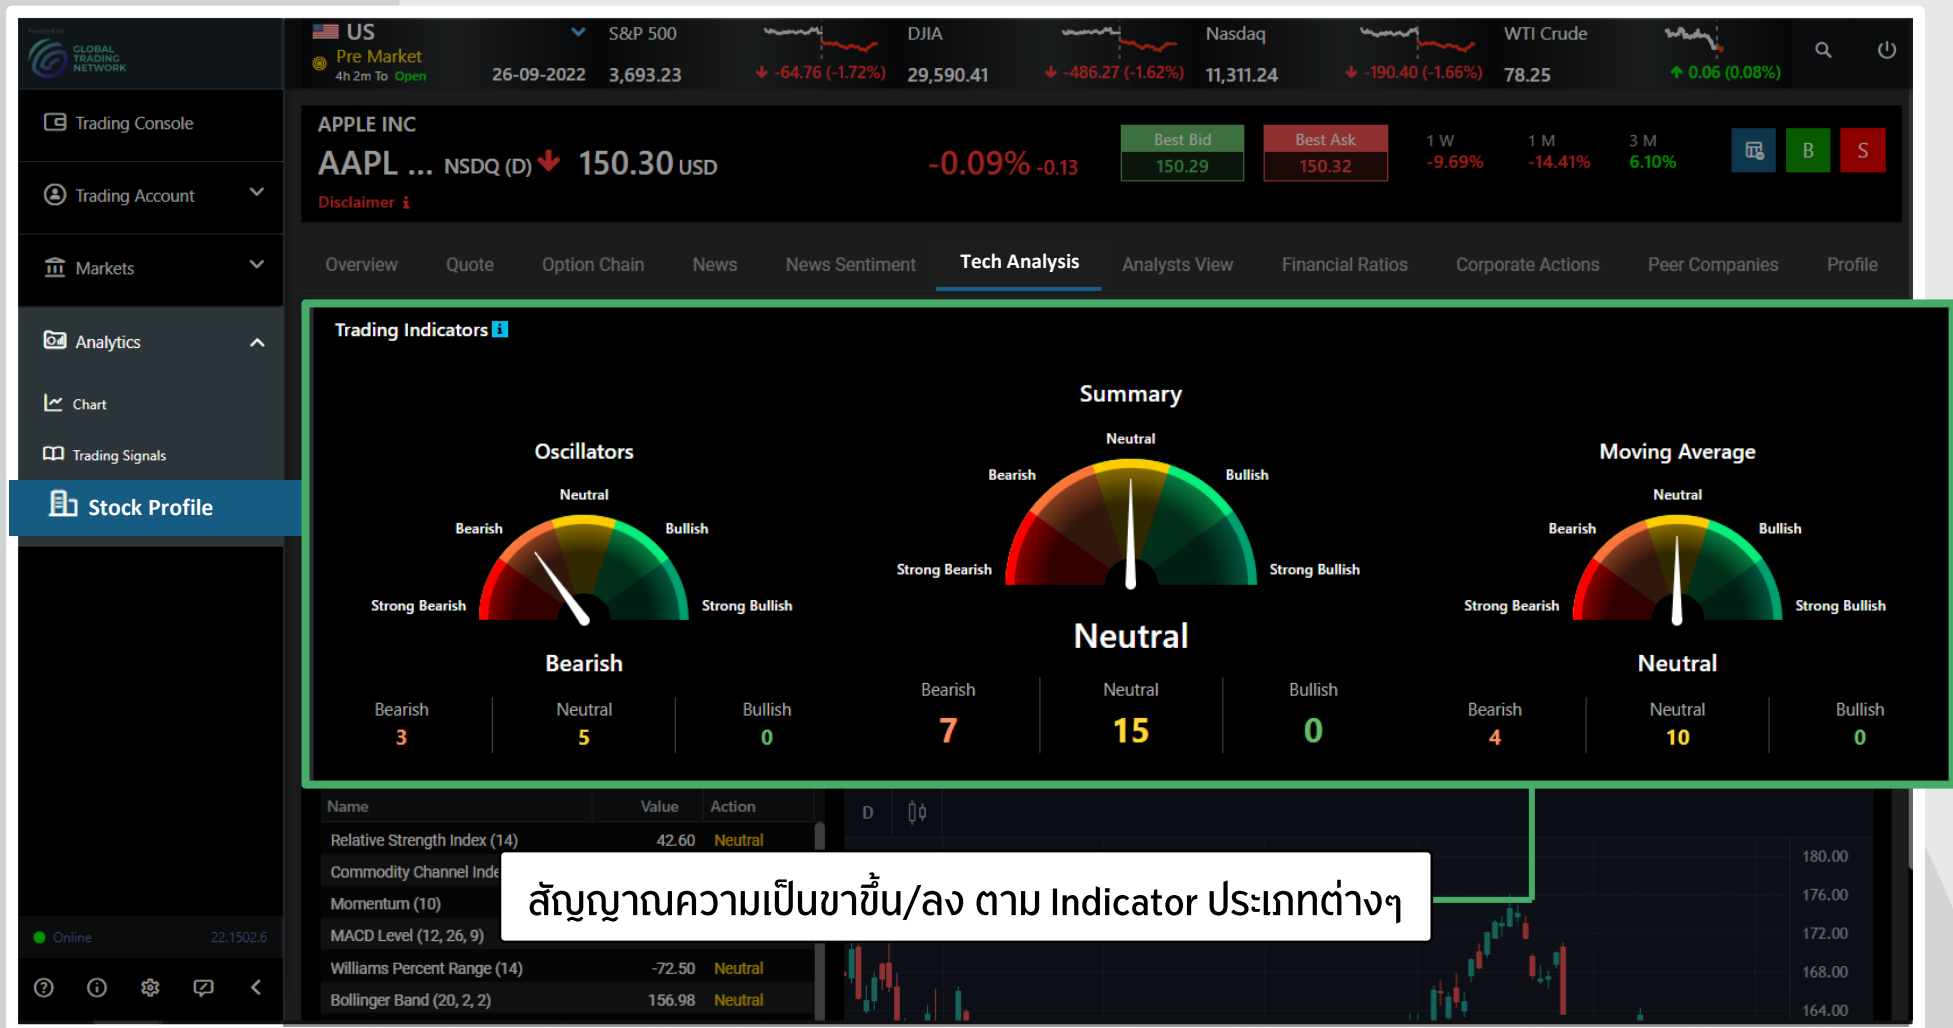 Powered by
GLOBAL
TRADING
NETWORK
US
Pre Market
4h 2m To Open
26-09-2022
S&P 500
3,693.23
-64.76 (-1.72%)
DJIA
29,590.41
-486.27 (-1.62%)
Nasdaq
11,311.24
-190.40 (-1.66%)
WTI Crude
78.25
0.06 (0.08%)
Trading Console
Trading Account
Markets
Analytics
Chart
Trading Signals
Stock Profile
Online 22.1502.6
APPLE INC
AAPL ... NSDQ (D) 150.30 USD
-0.09% -0.13
Disclaimer i
Best Bid
150.29
Best Ask
150.32
1 W
-9.69%
1 M
-14.41%
3 M
6.10%
B
S
Overview Quote Option Chain News News Sentiment Tech Analysis Analysts View Financial Ratios Corporate Actions Peer Companies Profile
Trading Indicators i
Oscillators
Neutral
Bearish Bullish
Strong Bearish Strong Bullish
Bearish
Bearish Neutral Bullish
3 5 0
Summary
Neutral
Bearish Bullish
Strong Bearish Strong Bullish
Neutral
Bearish Neutral Bullish
7 15 0
Moving Average
Neutral
Bearish Bullish
Strong Bearish Strong Bullish
Neutral
Bearish Neutral Bullish
4 10 0
Name Value Action
Relative Strength Index (14) 42.60 Neutral
Commodity Channel
Momentum (10)
MACD Level (12, 26, 9)
Williams Percent Range (14) -72.50 Neutral
Bollinger Band (20, 2, 2) 156.98 Neutral
สัญญาณความเป็นขาขึ้น/ลง ตาม Indicator ประเภทต่างๆ
D
180.00
176.00
172.00
168.00
164.00